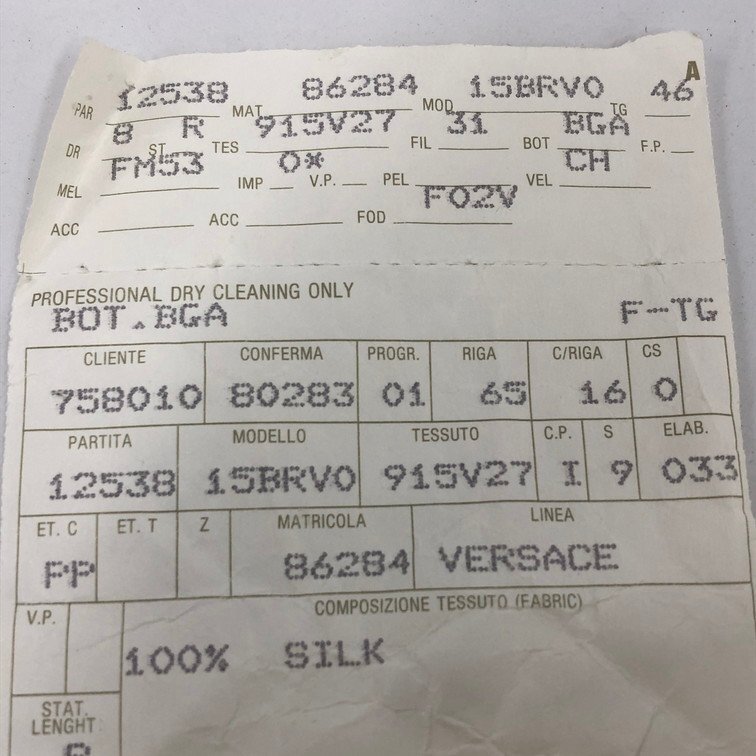 A
PAR 12538 MAT 86284 MOD 15BRV0 TG 46
DR 8 ST R TES 915V27 FIL 31 BOT BGA F.P.
MEL FM53 IMP 0* V.P. PEL VEL CH
ACC ACC FOD F02V
PROFESSIONAL DRY CLEANING ONLY
BOT.BGA F-TG
CLIENTE CONFERMA PROGR. RIGA C/RIGA CS
758010 80283 01 65 16 0
PARTITA MODELLO TESSUTO C.P. S ELAB.
12538 15BRV0 915V27 I 9 033
ET. C ET. T Z MATRICOLA LINEA
PP 86284 VERSACE
V.P. COMPOSIZIONE TESSUTO (FABRIC)
100% SILK
STAT.
LENGHT